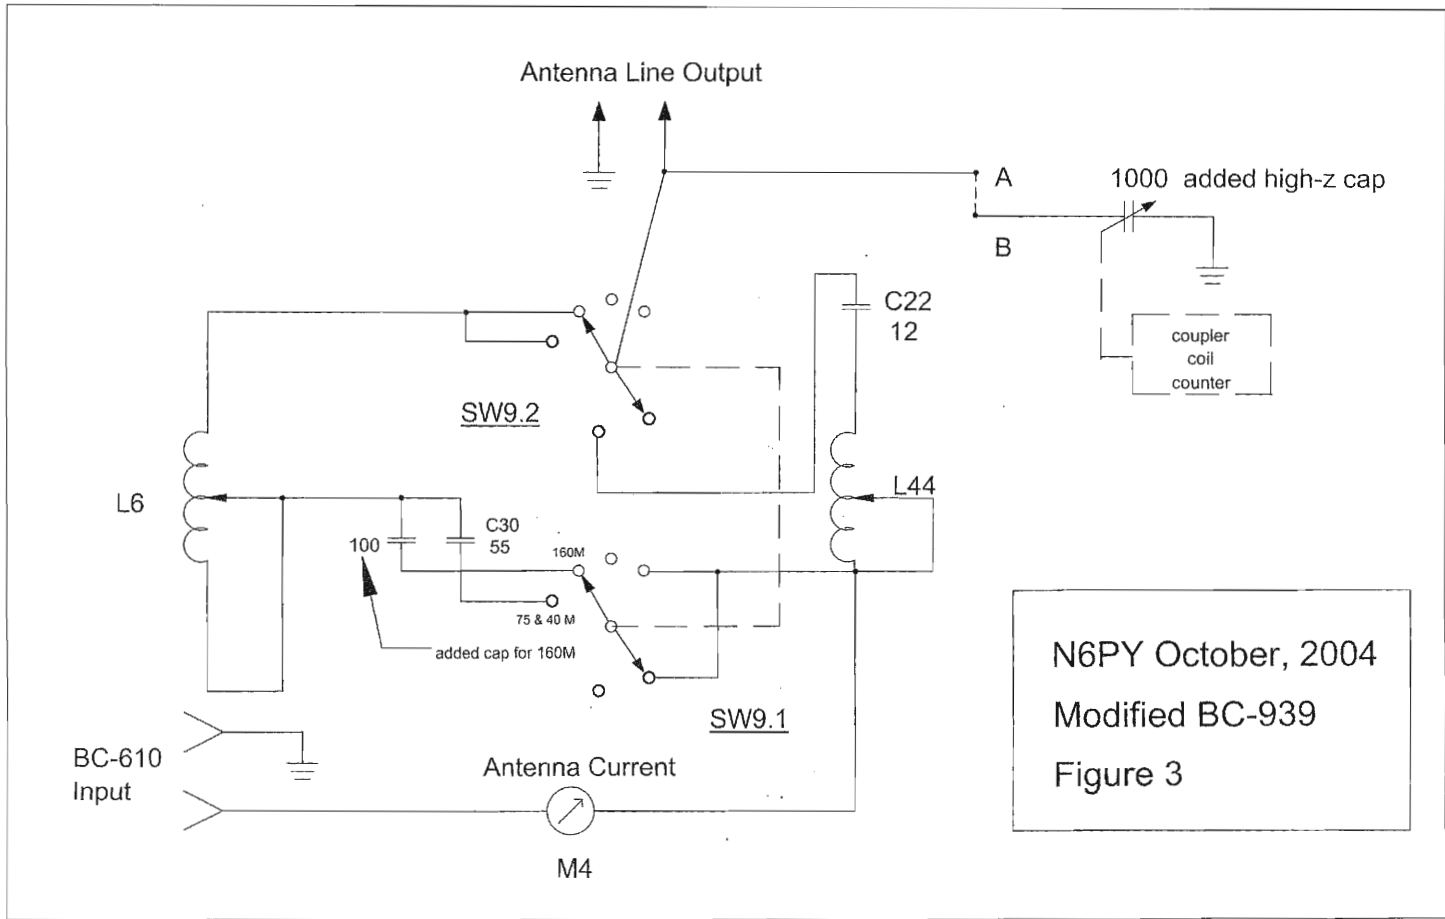 Antenna Line Output
A
1000 added high-z cap
B
C22
12
coupler
coil
counter
SW9.2
L6
L44
100
C30
55
160M
75 & 40 M
added cap for 160M
SW9.1
BC-610
Input
Antenna Current
M4
N6PY October, 2004
Modified BC-939
Figure 3